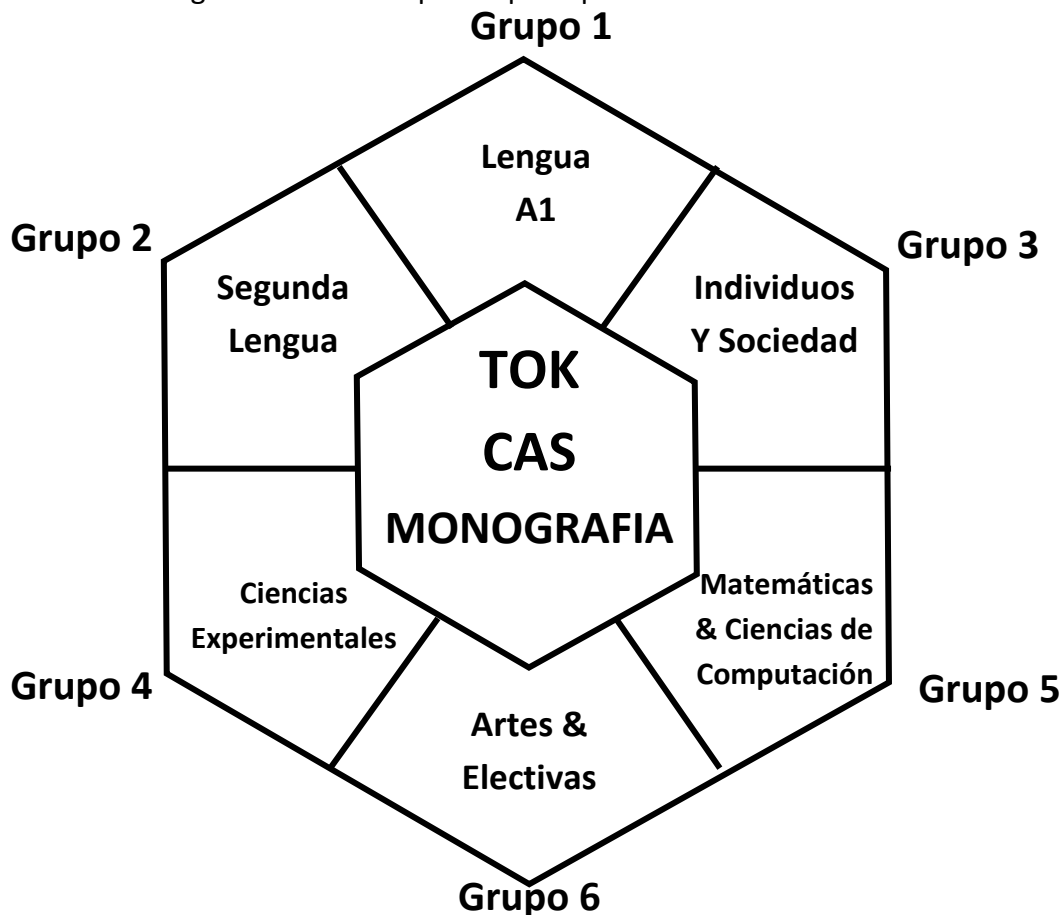 Grupo 1
Lengua
A1
Grupo 2
Grupo 3
Segunda
Lengua
Individuos
Y Sociedad
TOK
CAS
MONOGRAFIA
Ciencias
Experimentales
Matemáticas
& Ciencias de
Computación
Grupo 4
Grupo 5
Artes &
Electivas
Grupo 6